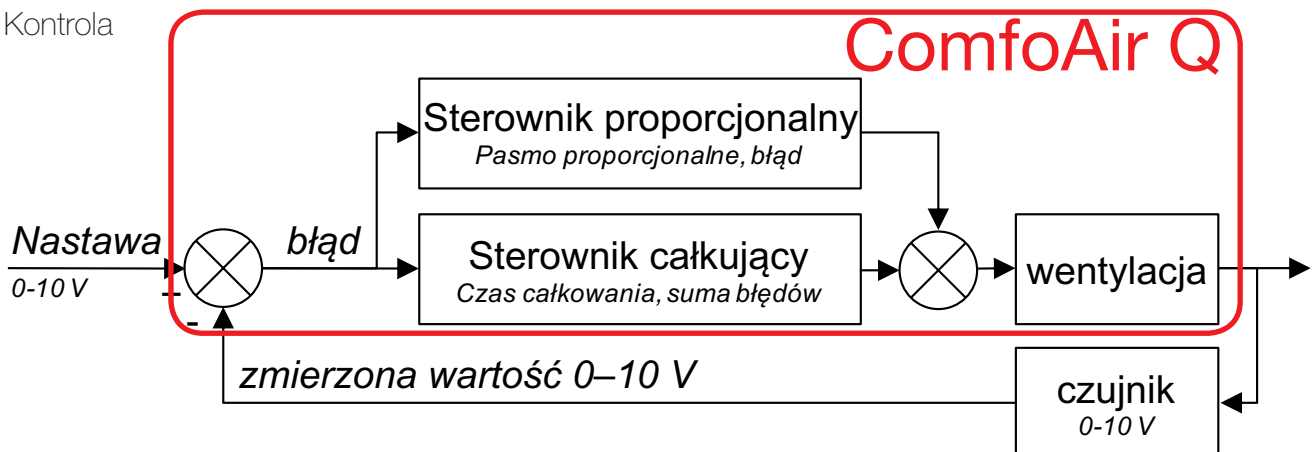 Kontrola
ComfoAir Q
Sterownik proporcjonalny
Pasmo proporcjonalne, błąd
Nastawa
0-10 V
+
-
błąd
Sterownik całkujący
Czas całkowania, suma błędów
wentylacja
zmierzona wartość 0–10 V
czujnik
0-10 V